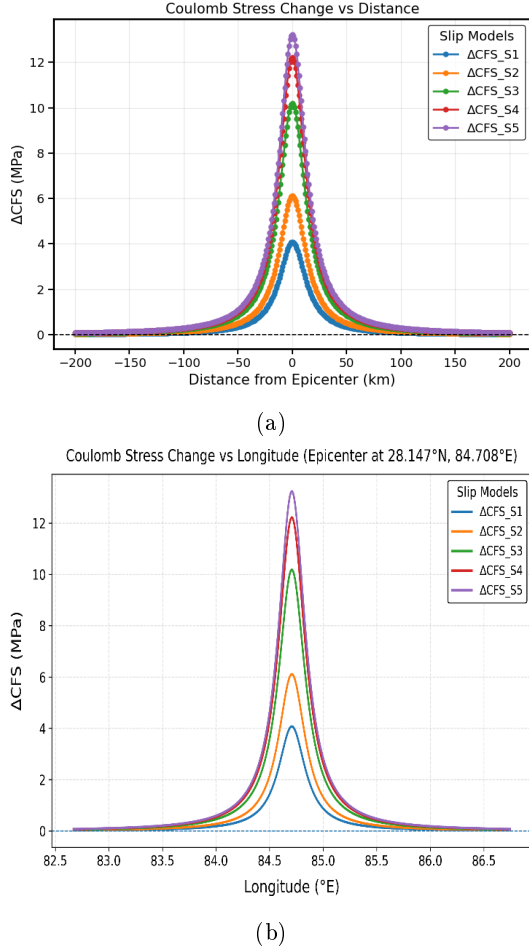 Coulomb Stress Change vs Distance
Slip Models
ΔCFS_S1
ΔCFS_S2
ΔCFS_S3
ΔCFS_S4
ΔCFS_S5
ΔCFS (MPa)
12
10
8
6
4
2
0
−200 −150 −100 −50 0 50 100 150 200
Distance from Epicenter (km)
(a)
Coulomb Stress Change vs Longitude (Epicenter at 28.147°N, 84.708°E)
Slip Models
ΔCFS_S1
ΔCFS_S2
ΔCFS_S3
ΔCFS_S4
ΔCFS_S5
ΔCFS (MPa)
12
10
8
6
4
2
0
82.5 83.0 83.5 84.0 84.5 85.0 85.5 86.0 86.5
Longitude (°E)
(b)